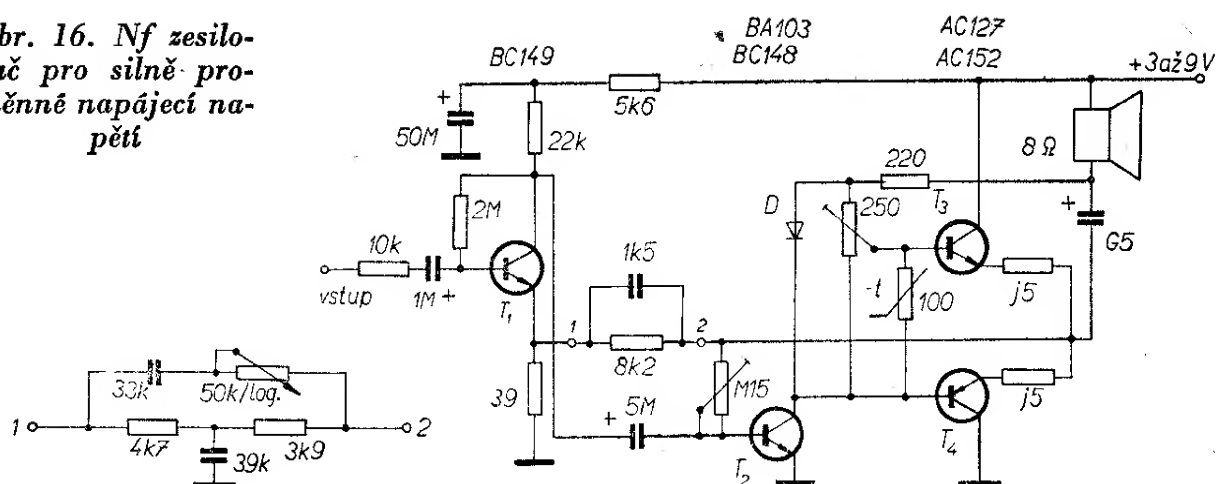 br. 16. Nf zesilo-
ač pro silně pro-
ěnné napájecí na-
pětí
BC149
BA103
BC148
AC127
AC152
+3až9V
+
50M
5k6
22k
8Ω
2M
220
T3
D
250
+
G5
10k
vstup
1M +
T1
1k5
-t
100
j5
1
2
8k2
39
M15
+ 5M
T2
T4
j5
33k
50k/log.
1
4k7
3k9
2
39k